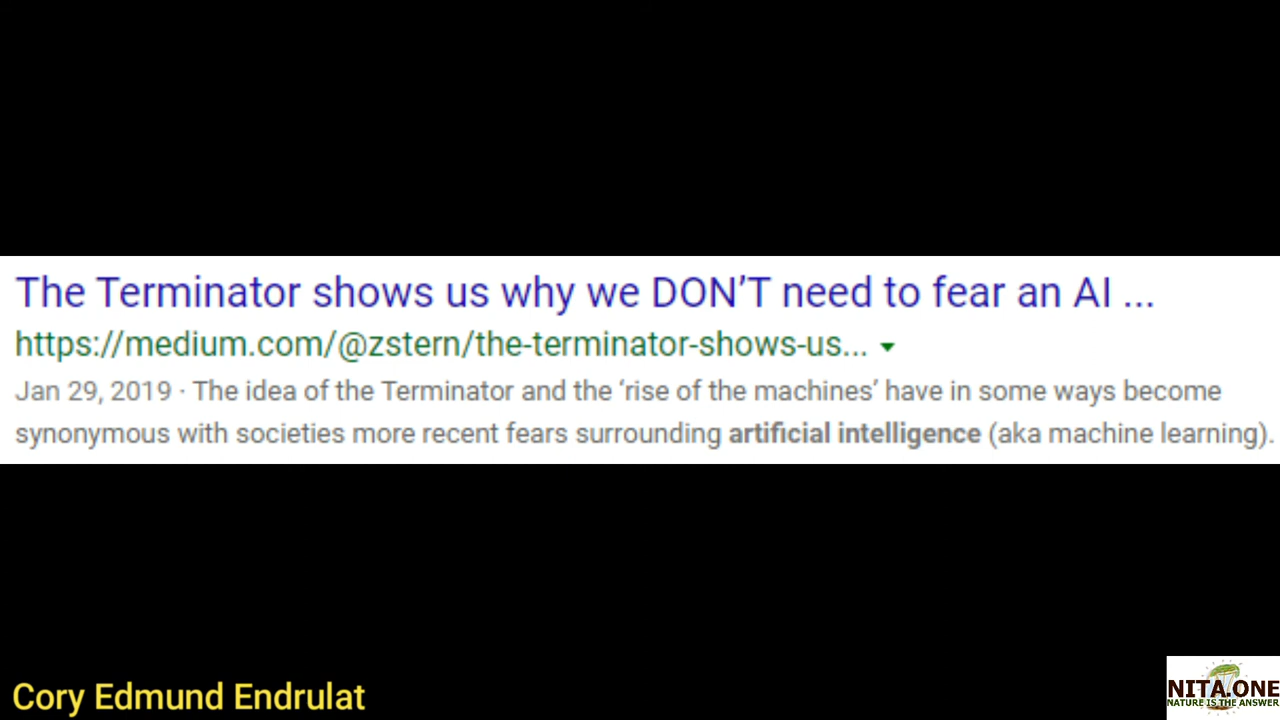 The Terminator shows us why we DON’T need to fear an AI ...
https://medium.com/@zstern/the-terminator-shows-us...
Jan 29, 2019 · The idea of the Terminator and the ‘rise of the machines’ have in some ways become
synonymous with societies more recent fears surrounding artificial intelligence (aka machine learning).
Cory Edmund Endrulat
NITA.ONE
NATURE IS THE ANSWER